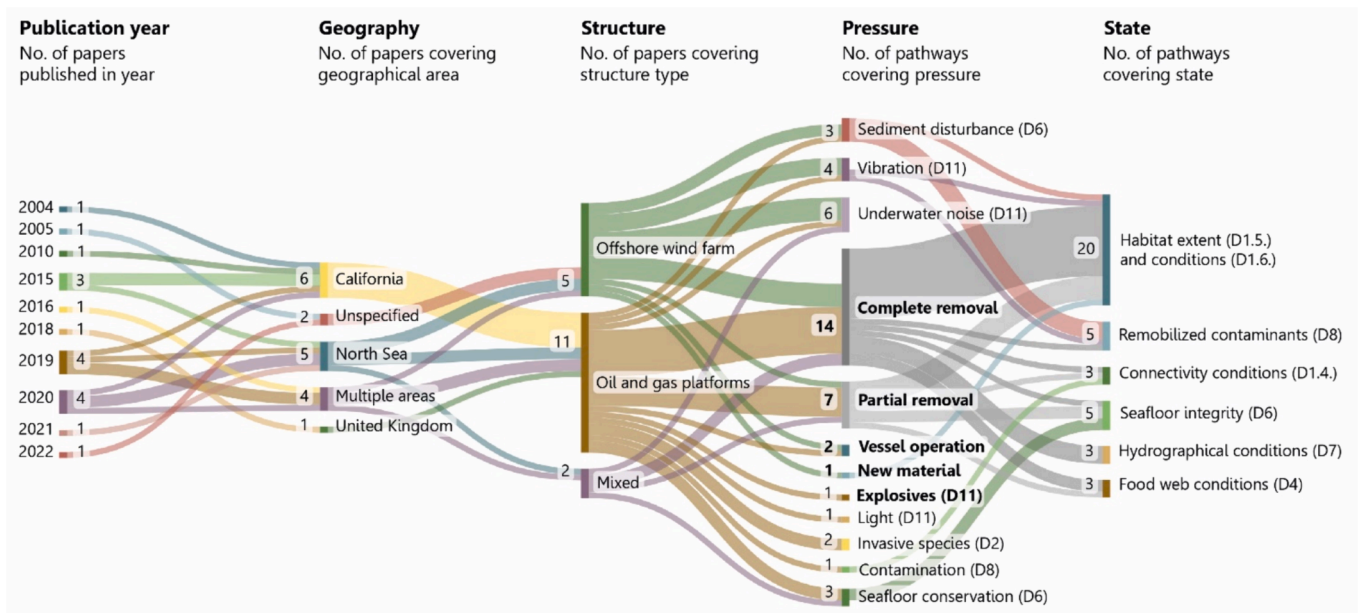 Publication year
No. of papers
published in year
Geography
No. of papers covering
geographical area
Structure
No. of papers covering
structure type
Pressure
No. of pathways
covering pressure
State
No. of pathways
covering state
2004 1
2005 1
2010 1
2015 3
2016 1
2018 1
2019 4
2020 4
2021 1
2022 1
6 California
2 Unspecified
5 North Sea
4 Multiple areas
1 United Kingdom
5 Offshore wind farm
11 Oil and gas platforms
2 Mixed
3 Sediment disturbance (D6)
4 Vibration (D11)
6 Underwater noise (D11)
14 Complete removal
7 Partial removal
2 Vessel operation
1 New material
1 Explosives (D11)
1 Light (D11)
2 Invasive species (D2)
1 Contamination (D8)
3 Seafloor conservation (D6)
20 Habitat extent (D1.5.)
and conditions (D1.6.)
5 Remobilized contaminants (D8)
3 Connectivity conditions (D1.4.)
5 Seafloor integrity (D6)
3 Hydrographical conditions (D7)
3 Food web conditions (D4)